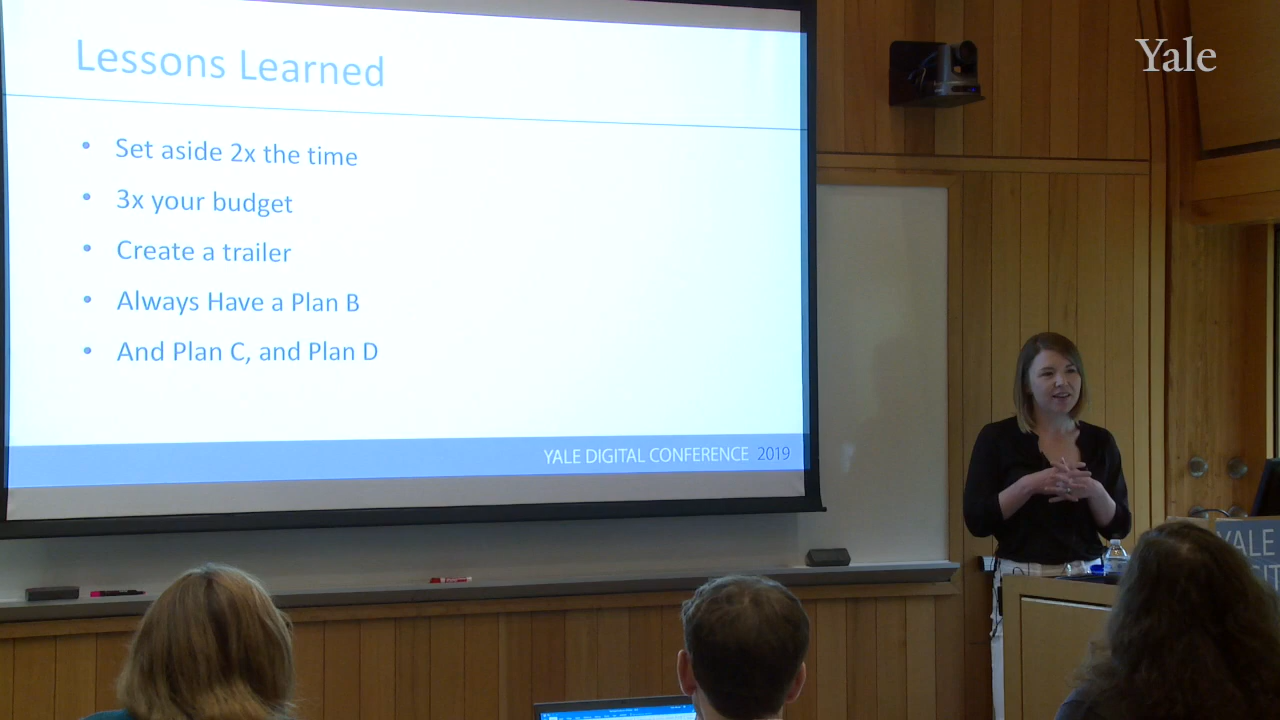 Lessons Learned
Yale
Set aside 2x the time
3x your budget
Create a trailer
Always Have a Plan B
And Plan C, and Plan D
YALE DIGITAL CONFERENCE 2019
YALE